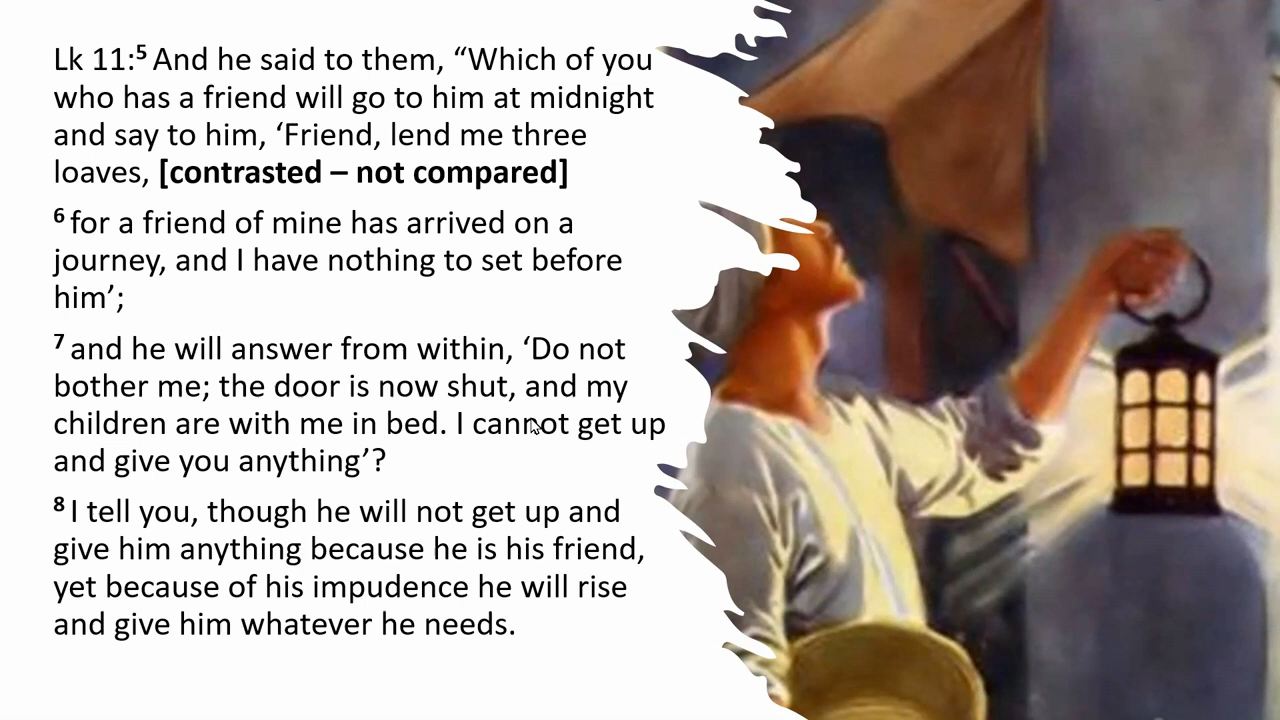 Lk 11:⁵ And he said to them, “Which of you
who has a friend will go to him at midnight
and say to him, ‘Friend, lend me three
loaves, [contrasted – not compared]
⁶ for a friend of mine has arrived on a
journey, and I have nothing to set before
him’;
⁷ and he will answer from within, ‘Do not
bother me; the door is now shut, and my
children are with me in bed. I cannot get up
and give you anything’?
⁸ I tell you, though he will not get up and
give him anything because he is his friend,
yet because of his impudence he will rise
and give him whatever he needs.